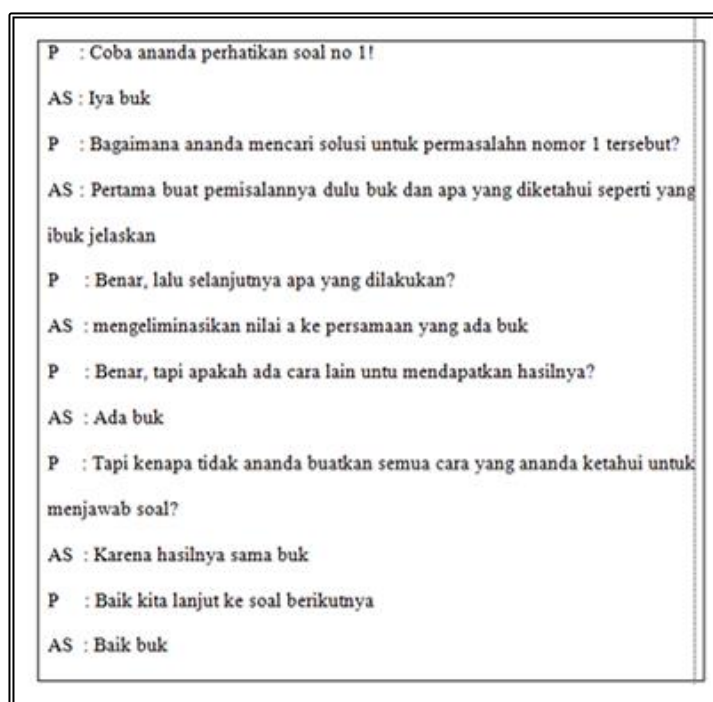 P : Coba ananda perhatikan soal no 1!
AS : Iya buk
P : Bagaimana ananda mencari solusi untuk permasalahn nomor 1 tersebut?
AS : Pertama buat pemisalannya dulu buk dan apa yang diketahui seperti yang
ibuk jelaskan
P : Benar, lalu selanjutnya apa yang dilakukan?
AS : mengeliminasikan nilai a ke persamaan yang ada buk
P : Benar, tapi apakah ada cara lain untu mendapatkan hasilnya?
AS : Ada buk
P : Tapi kenapa tidak ananda buatkan semua cara yang ananda ketahui untuk
menjawab soal?
AS : Karena hasilnya sama buk
P : Baik kita lanjut ke soal berikutnya
AS : Baik buk